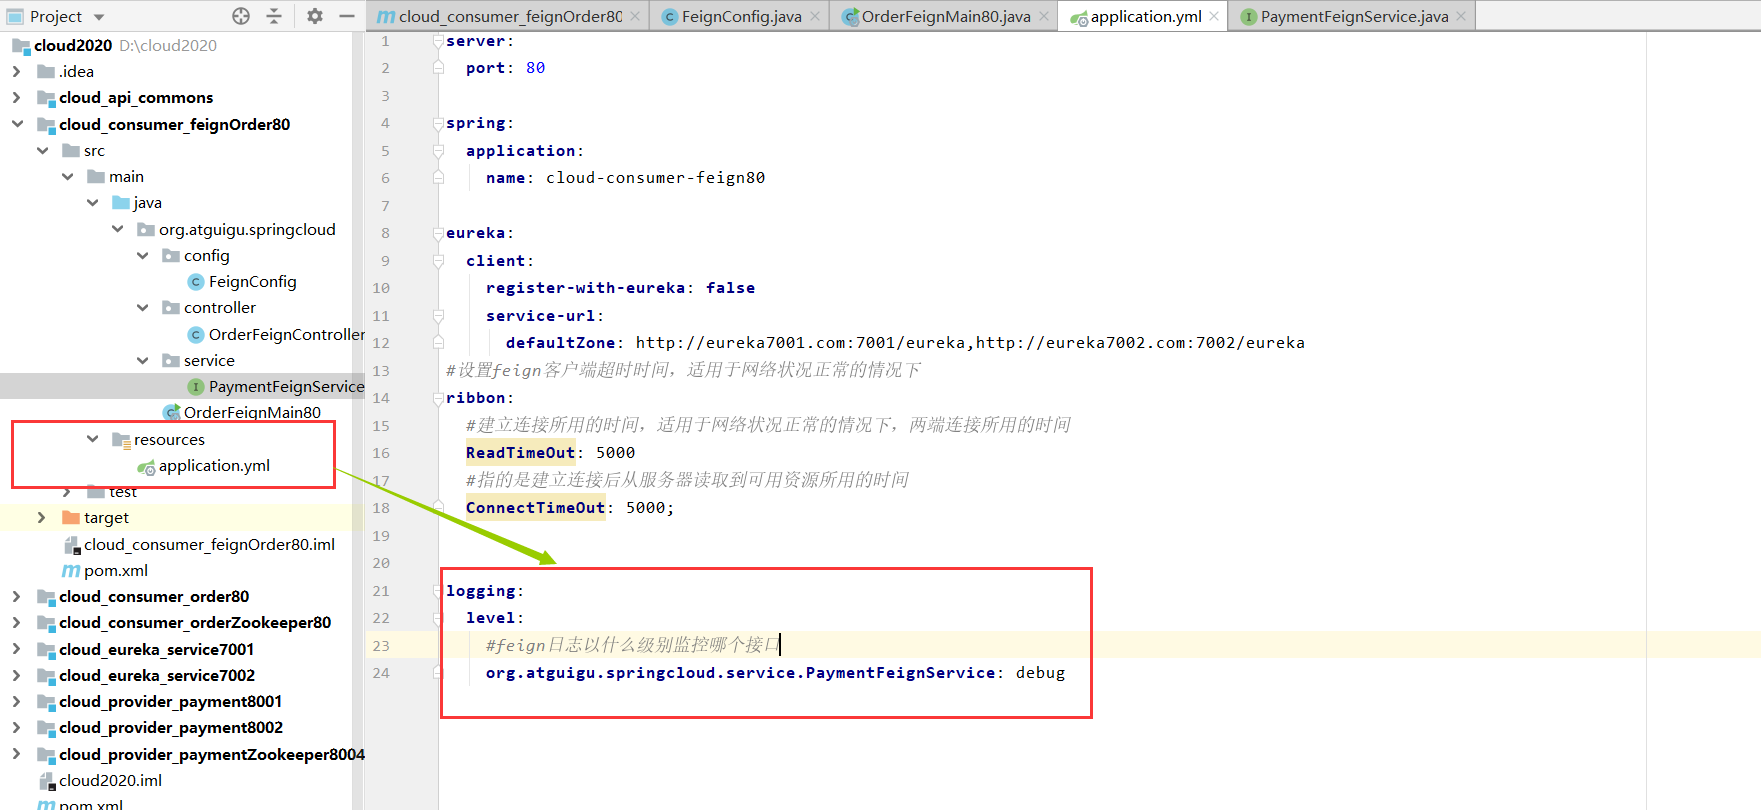 Project
cloud2020 D:\cloud2020
.idea
cloud_api_commons
cloud_consumer_feignOrder80
src
main
java
org.atguigu.springcloud
config
FeignConfig
controller
OrderFeignController
service
PaymentFeignService
OrderFeignMain80
resources
application.yml
test
target
cloud_consumer_feignOrder80.iml
pom.xml
cloud_consumer_order80
cloud_consumer_orderZookeeper80
cloud_eureka_service7001
cloud_eureka_service7002
cloud_provider_payment8001
cloud_provider_payment8002
cloud_provider_paymentZookeeper8004
cloud2020.iml
pom.xml
cloud_consumer_feignOrder80 FeignConfig.java OrderFeignMain80.java application.yml PaymentFeignService.java
1 server:
2 port: 80
3
4 spring:
5 application:
6 name: cloud-consumer-feign80
7
8 eureka:
9 client:
10 register-with-eureka: false
11 service-url:
12 defaultZone: http://eureka7001.com:7001/eureka,http://eureka7002.com:7002/eureka
13 #设置feign客户端超时时间，适用于网络状况正常的情况下
14 ribbon:
15 #建立连接所用的时间，适用于网络状况正常的情况下，两端连接所用的时间
16 ReadTimeOut: 5000
17 #指的是建立连接后从服务器读取到可用资源所用的时间
18 ConnectTimeOut: 5000;
19
20
21 logging:
22 level:
23 #feign日志以什么级别监控哪个接口
24 org.atguigu.springcloud.service.PaymentFeignService: debug